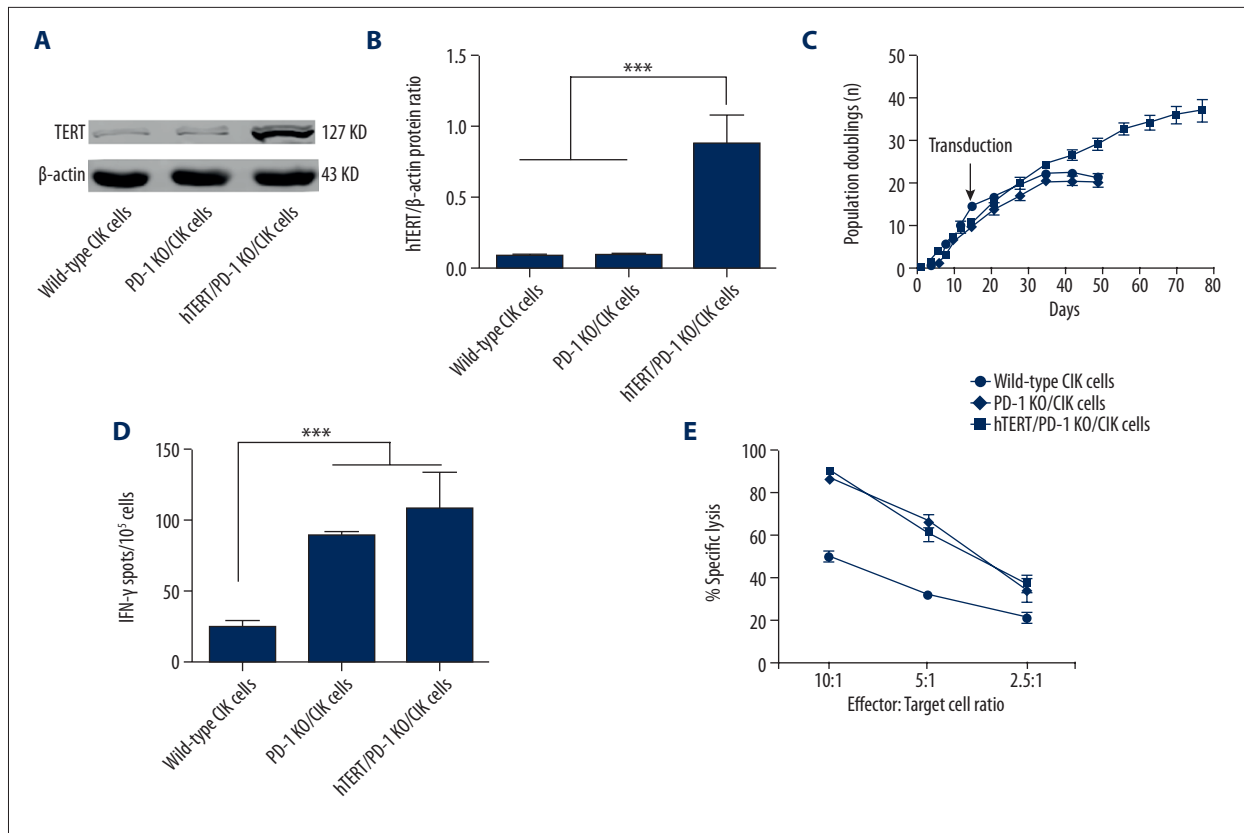 A
TERT
127 KD
β-actin
43 KD
Wild-type CIK cells
PD-1 KO/CIK cells
hTERT/PD-1 KO/CIK cells
B
hTERT/β-actin protein ratio
1.5
1.0
0.5
0.0
***
Wild-type CIK cells
PD-1 KO/CIK cells
hTERT/PD-1 KO/CIK cells
C
Population doublings (n)
50
40
30
20
10
0
Transduction
0 10 20 30 40 50 60 70 80
Days
Wild-type CIK cells
PD-1 KO/CIK cells
hTERT/PD-1 KO/CIK cells
D
IFN-γ spots/10⁵ cells
150
100
50
0
***
Wild-type CIK cells
PD-1 KO/CIK cells
hTERT/PD-1 KO/CIK cells
E
% Specific lysis
100
80
60
40
20
0
10:1 5:1 2.5:1
Effector: Target cell ratio